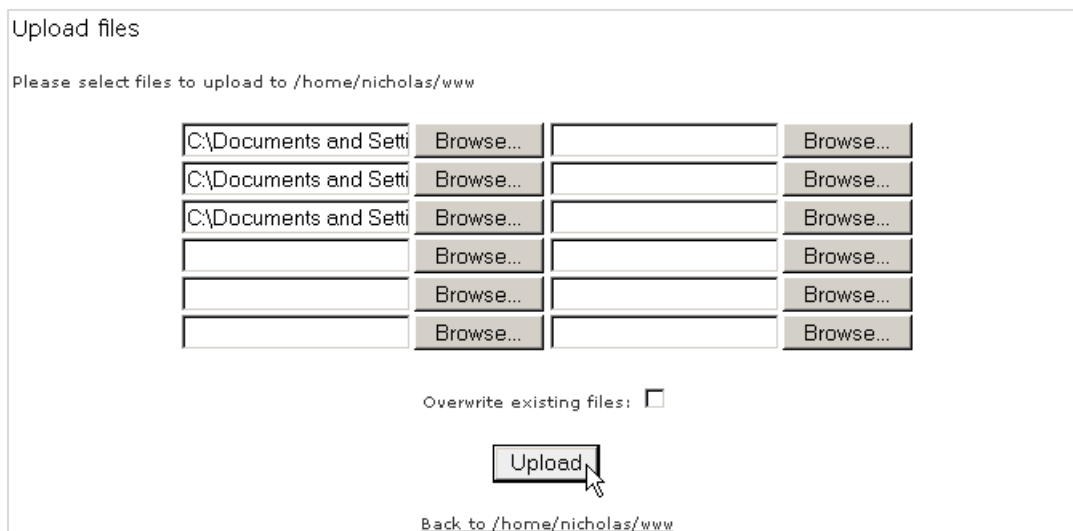 Upload files
Please select files to upload to /home/nicholas/www
C:\Documents and Setti Browse... Browse...
C:\Documents and Setti Browse... Browse...
C:\Documents and Setti Browse... Browse...
Browse... Browse...
Browse... Browse...
Browse... Browse...
Overwrite existing files:
Upload
Back to /home/nicholas/www